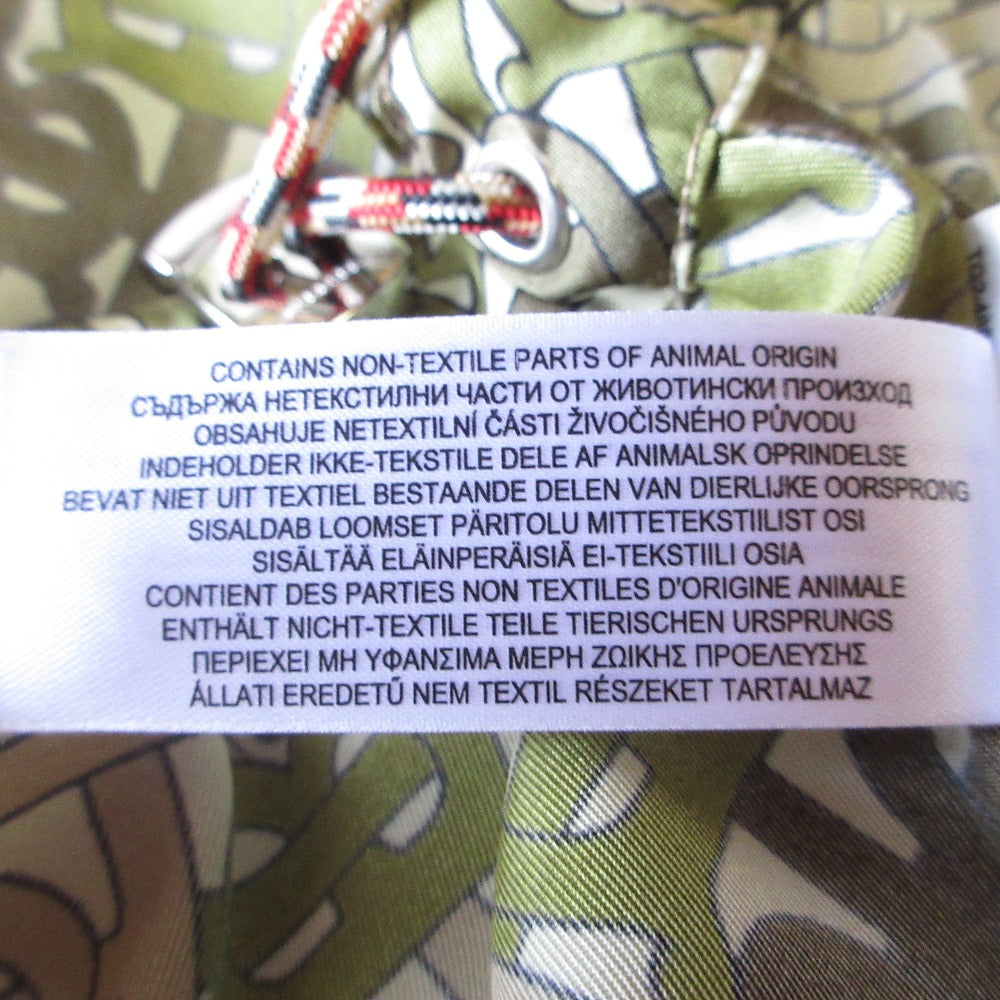 CONTAINS NON-TEXTILE PARTS OF ANIMAL ORIGIN
СЪДЪРЖА НЕТЕКСТИЛНИ ЧАСТИ ОТ ЖИВОТИНСКИ ПРОИЗХОД
OBSAHUJE NETEXTILNÍ ČÁSTI ŽIVOČIŠNÉHO PŮVODU
INDEHOLDER IKKE-TEKSTILE DELE AF ANIMALSK OPRINDELSE
BEVAT NIET UIT TEXTIEL BESTAANDE DELEN VAN DIERLIJKE OORSPRONG
SISALDAB LOOMSET PÄRITOLU MITTETEKSTIILIST OSI
SISÄLTÄÄ ELÄINPERÄISIÄ EI-TEKSTIILI OSIA
CONTIENT DES PARTIES NON TEXTILES D'ORIGINE ANIMALE
ENTHÄLT NICHT-TEXTILE TEILE TIERISCHEN URSPRUNGS
ΠΕΡΙΕΧΕΙ ΜΗ ΥΦΑΝΣΙΜΑ ΜΕΡΗ ΖΩΙΚΗΣ ΠΡΟΕΛΕΥΣΗΣ
ÁLLATI EREDETŰ NEM TEXTIL RÉSZEKET TARTALMAZ